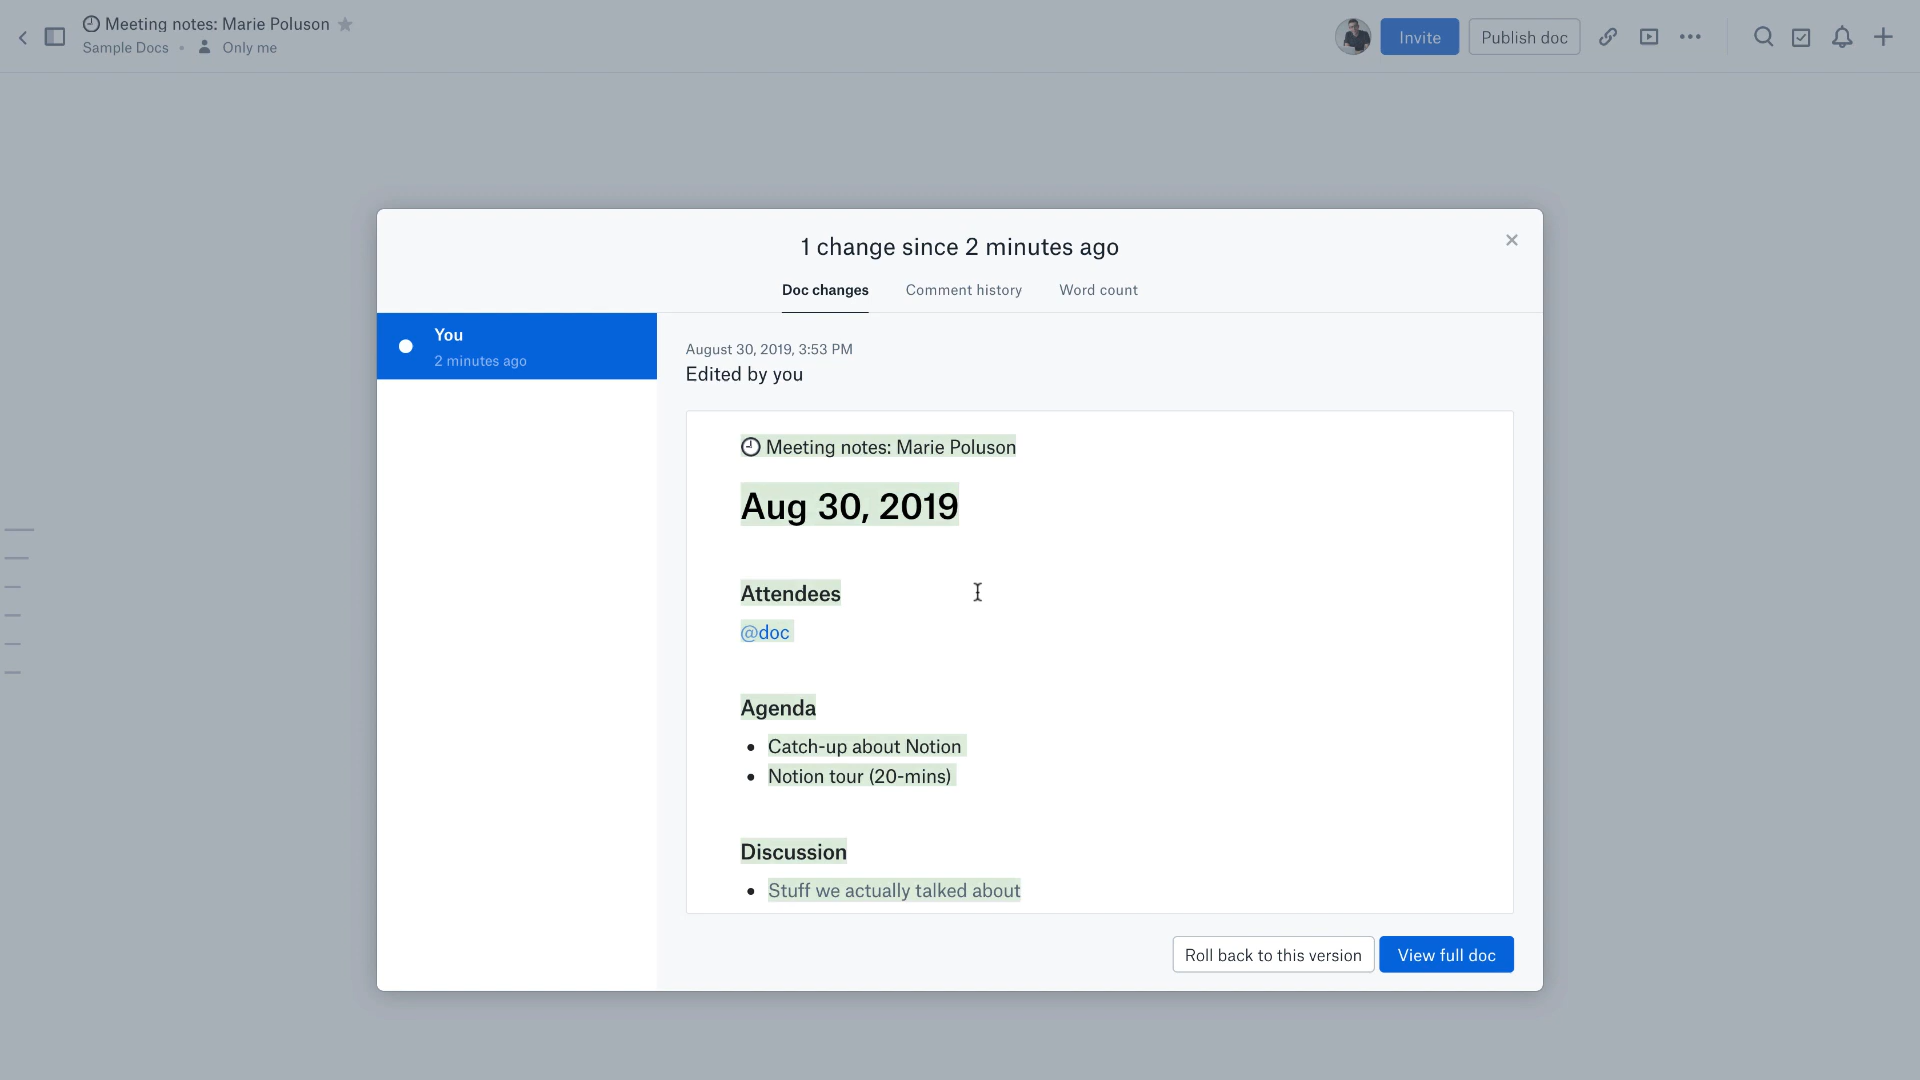 Meeting notes: Marie Poluson
Sample Docs • Only me
Invite
Publish doc
1 change since 2 minutes ago
Doc changes
Comment history
Word count
You
2 minutes ago
August 30, 2019, 3:53 PM
Edited by you
Meeting notes: Marie Poluson
Aug 30, 2019
Attendees
@doc
Agenda
• Catch-up about Notion
• Notion tour (20-mins)
Discussion
• Stuff we actually talked about
Roll back to this version
View full doc